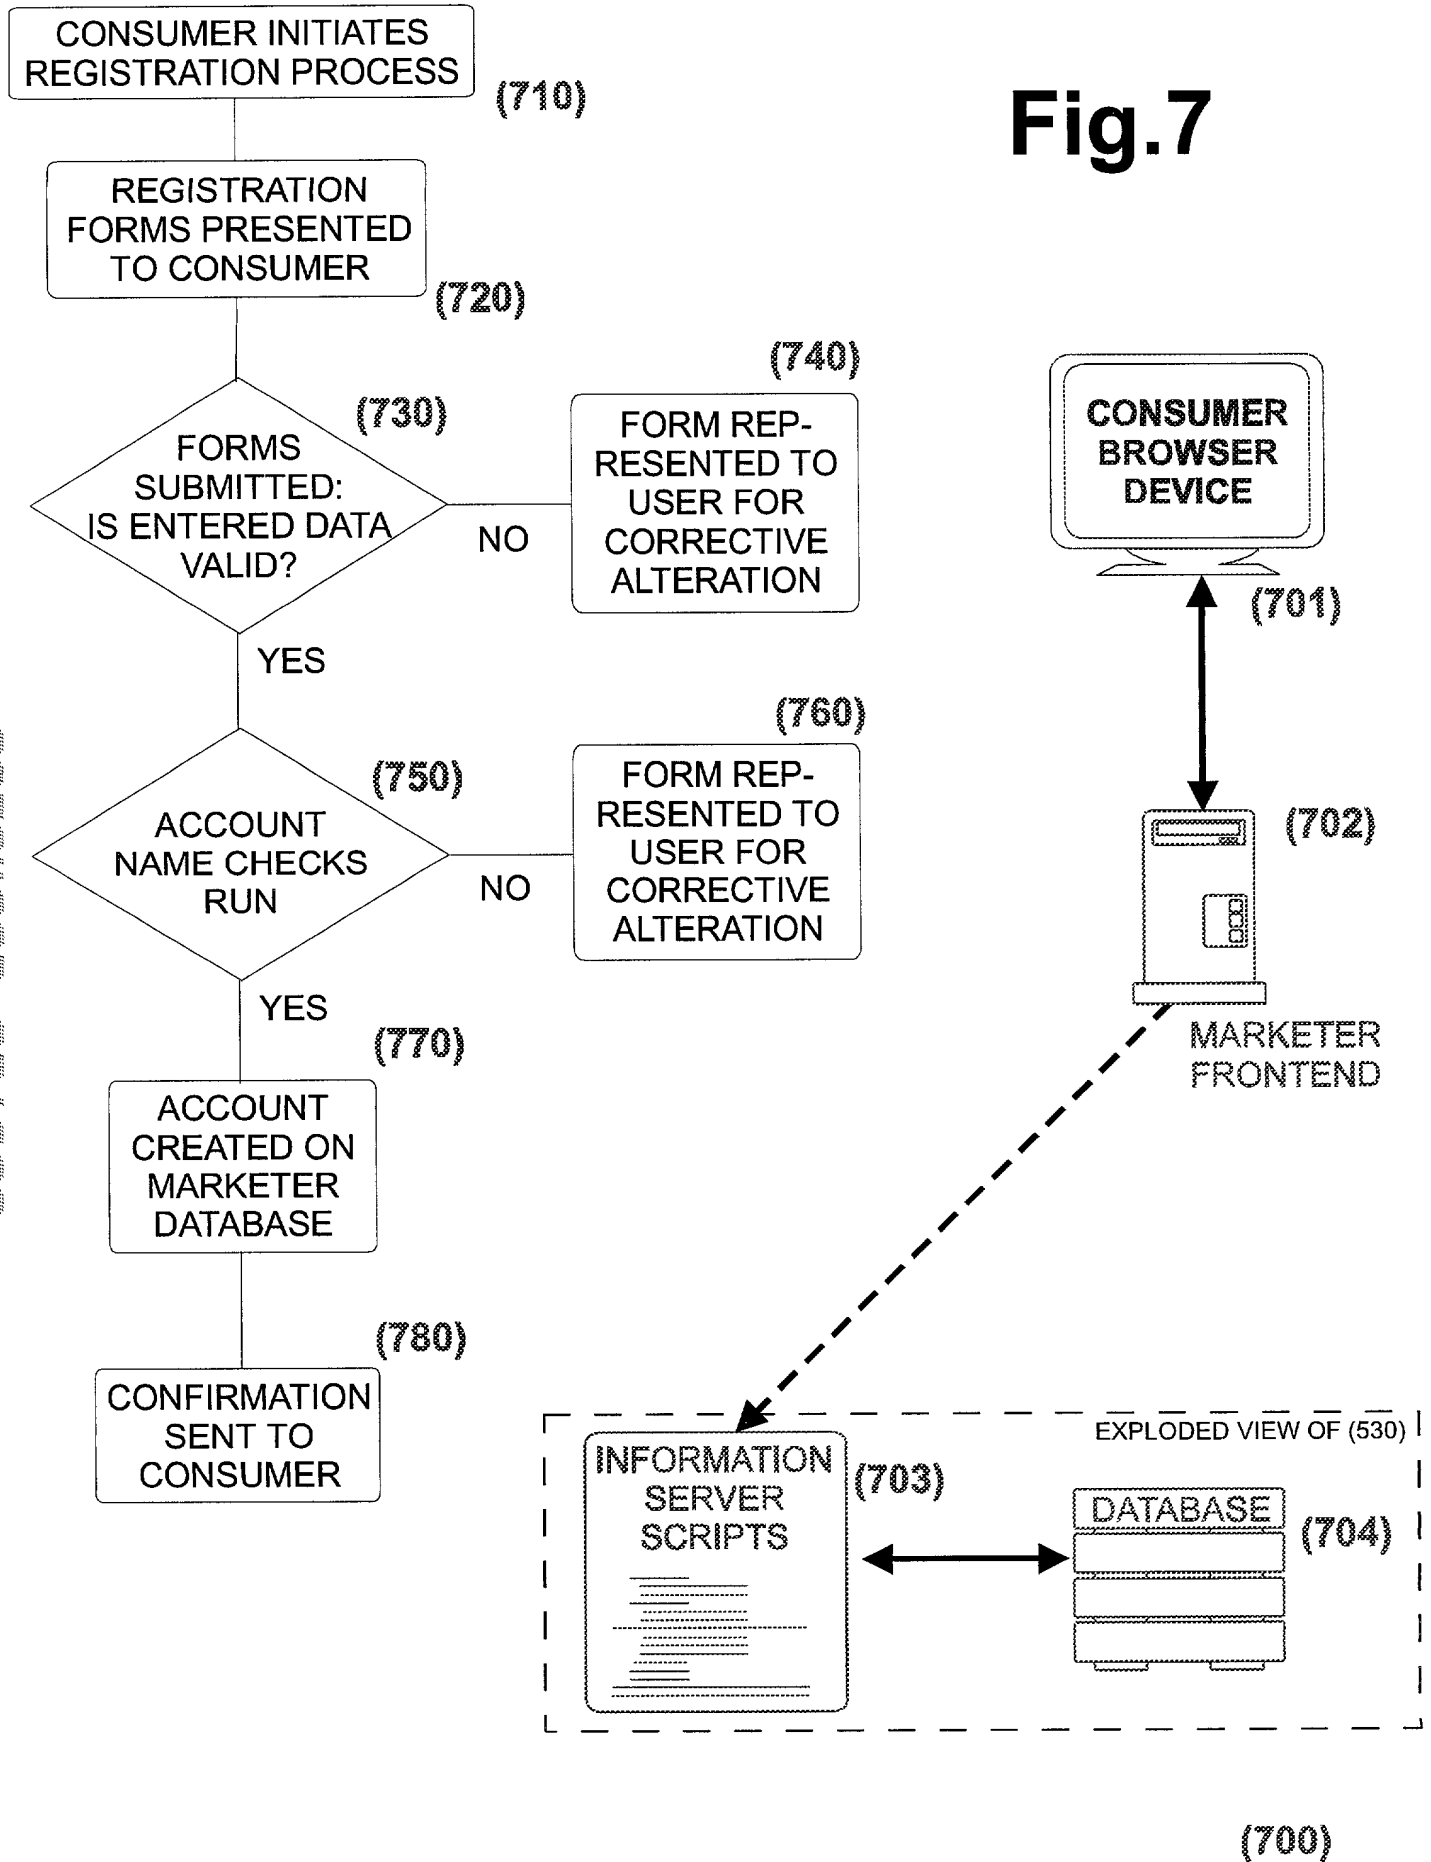 CONSUMER INITIATES
REGISTRATION PROCESS
(710)
Fig.7
REGISTRATION
FORMS PRESENTED
TO CONSUMER
(720)
(730)
FORMS
SUBMITTED:
IS ENTERED DATA
VALID?
NO
YES
(740)
FORM REP-
RESENTED TO
USER FOR
CORRECTIVE
ALTERATION
(750)
ACCOUNT
NAME CHECKS
RUN
NO
YES
(760)
FORM REP-
RESENTED TO
USER FOR
CORRECTIVE
ALTERATION
(770)
ACCOUNT
CREATED ON
MARKETER
DATABASE
(780)
CONFIRMATION
SENT TO
CONSUMER
CONSUMER
BROWSER
DEVICE
(701)
(702)
MARKETER
FRONTEND
EXPLODED VIEW OF (530)
INFORMATION
SERVER
SCRIPTS
(703)
DATABASE
(704)
(700)